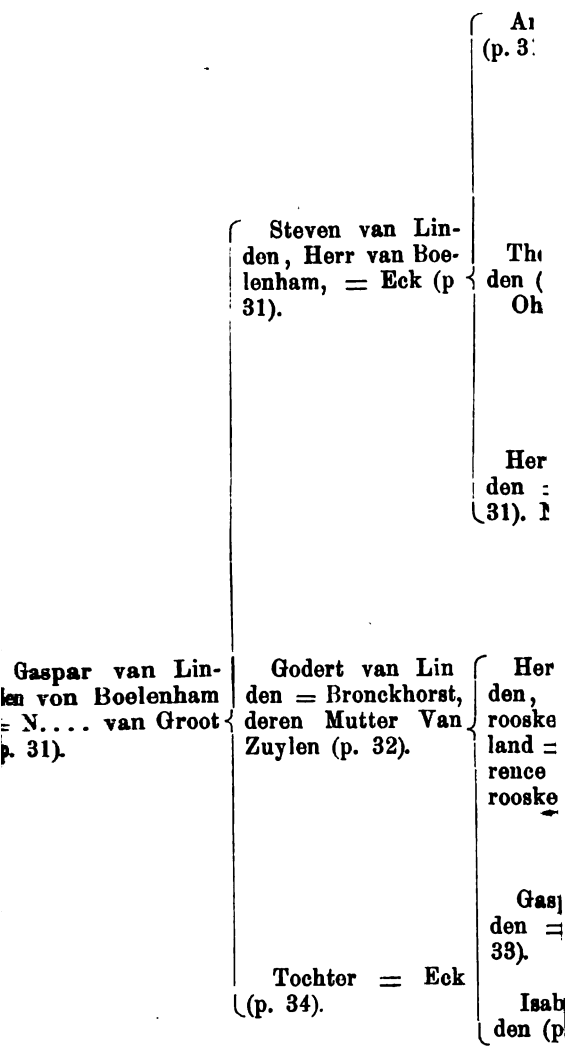 Gaspar van Lin-
von Boelenham
= N.... van Groot
p. 31).
Steven van Lin-
den, Herr van Boe-
lenham, = Eck (p
31).
Godert van Lin
den = Bronckhorst,
deren Mutter Van
Zuylen (p. 32).
Tochter = Eck
(p. 34).
(p. 3
den (
Oh
Her
den =
31).
Her
den,
rooske
land =
rence
rooske
den =
33).
Isab
den (p